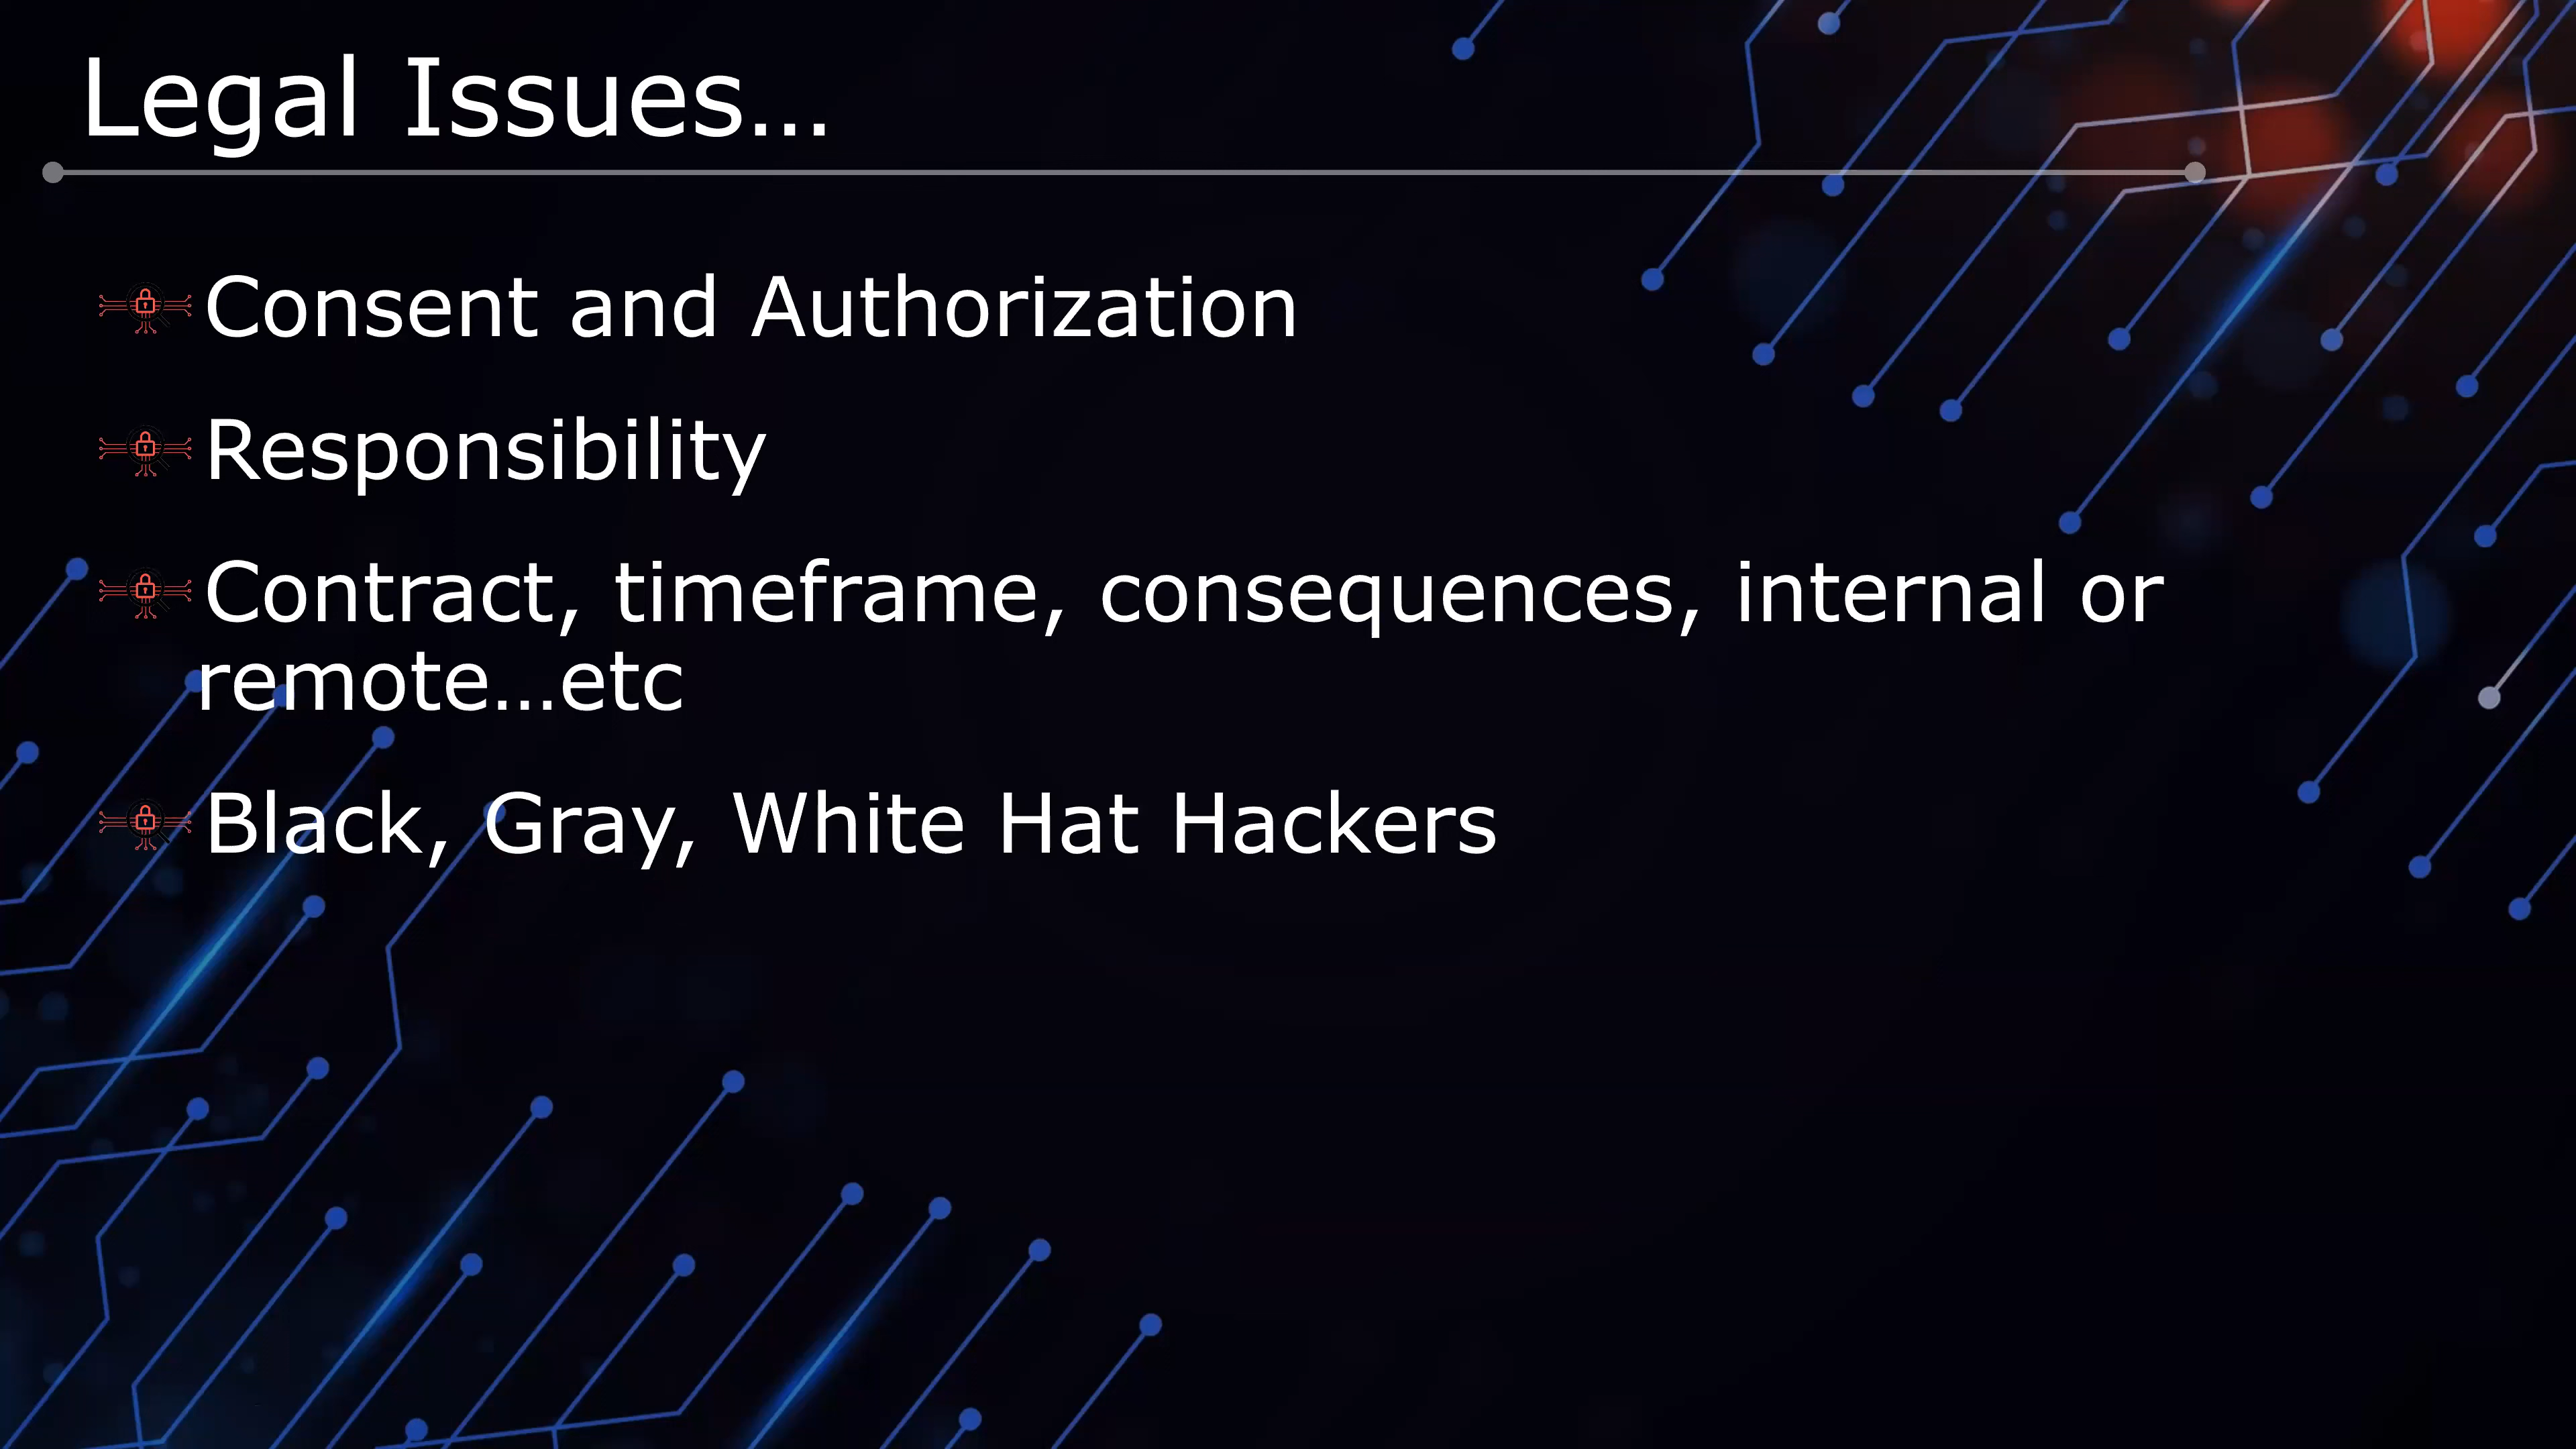 Legal Issues…
Consent and Authorization
Responsibility
Contract, timeframe, consequences, internal or
remote…etc
Black, Gray, White Hat Hackers